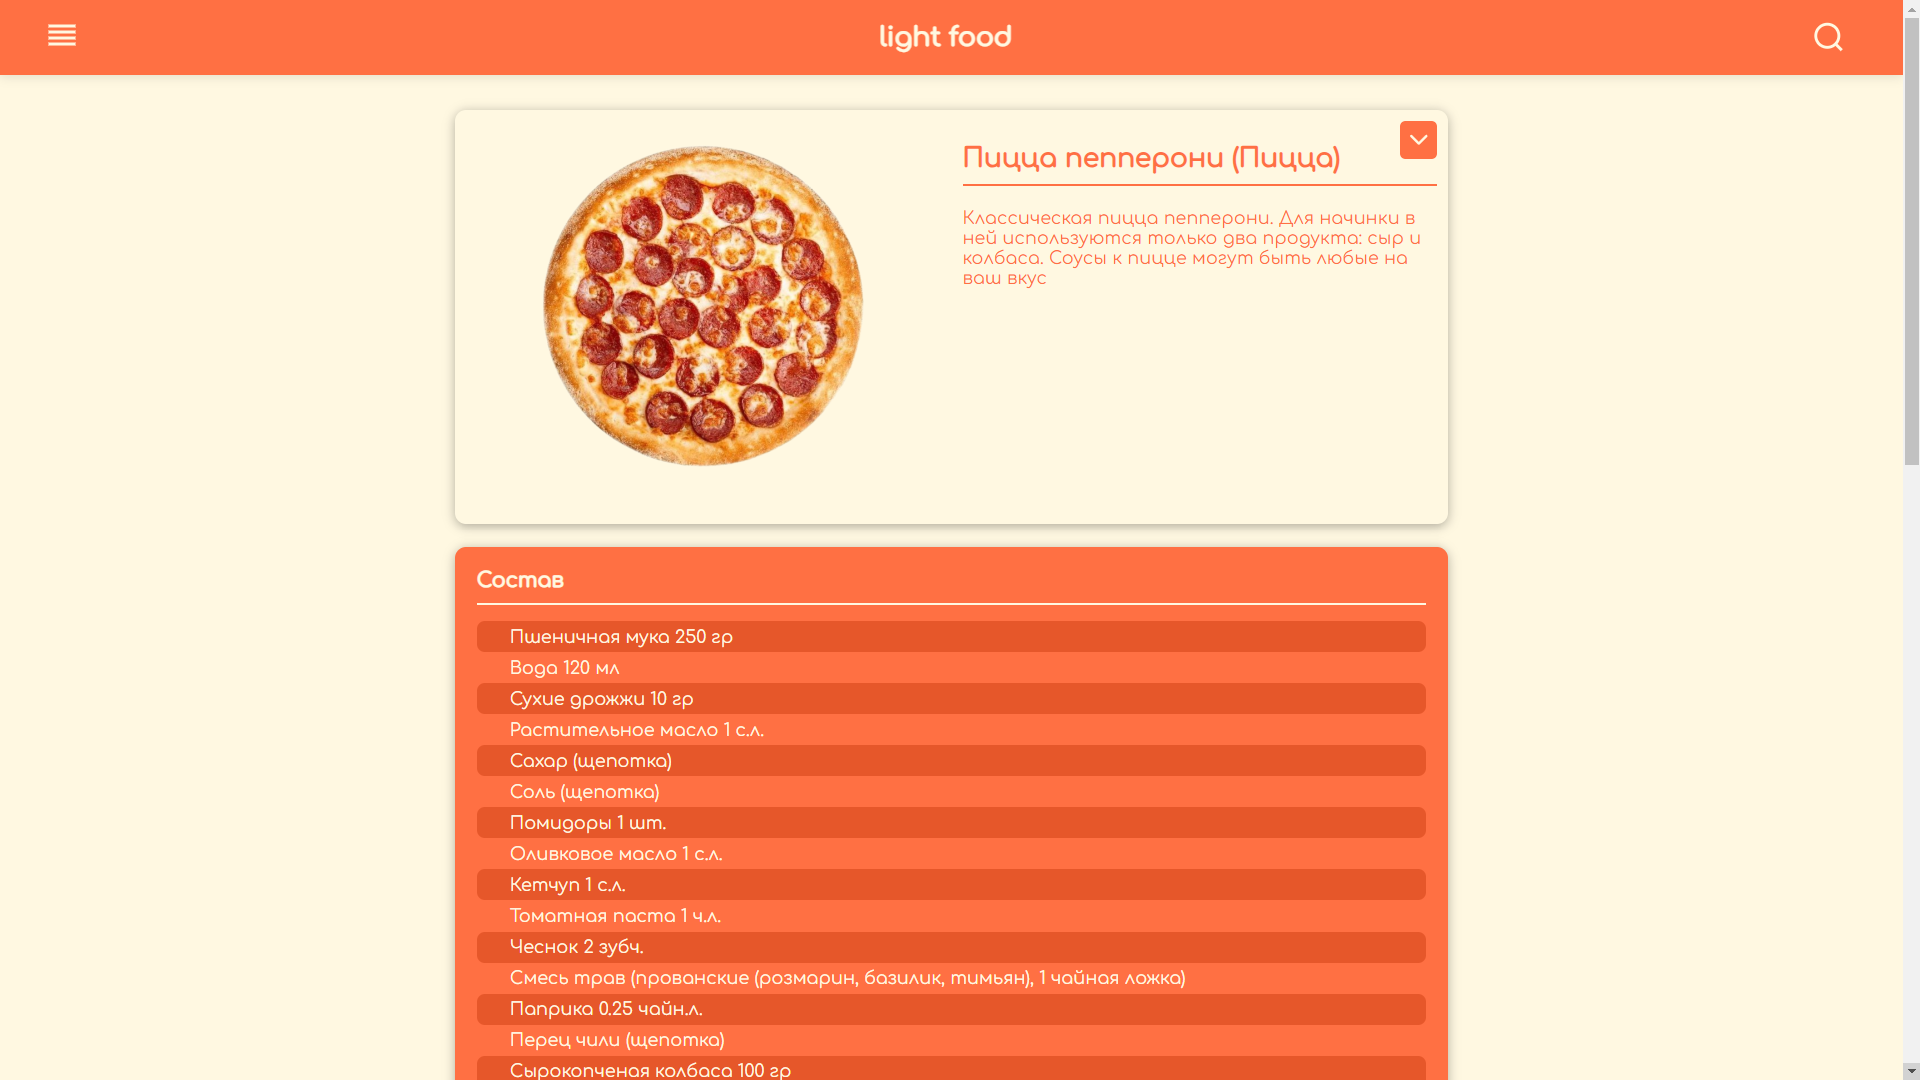 light food
Пицца пепперони (Пицца)
Классическая пицца пепперони. Для начинки в
ней используются только два продукта: сыр и
колбаса. Соусы к пицце могут быть любые на
ваш вкус
Состав
Пшеничная мука 250 гр
Вода 120 мл
Сухие дрожжи 10 гр
Растительное масло 1 с.л.
Сахар (щепотка)
Соль (щепотка)
Помидоры 1 шт.
Оливковое масло 1 с.л.
Кетчуп 1 с.л.
Томатная паста 1 ч.л.
Чеснок 2 зубч.
Смесь трав (прованские (розмарин, базилик, тимьян), 1 чайная ложка)
Паприка 0.25 чайн.л.
Перец чили (щепотка)
Сырокопченая колбаса 100 гр